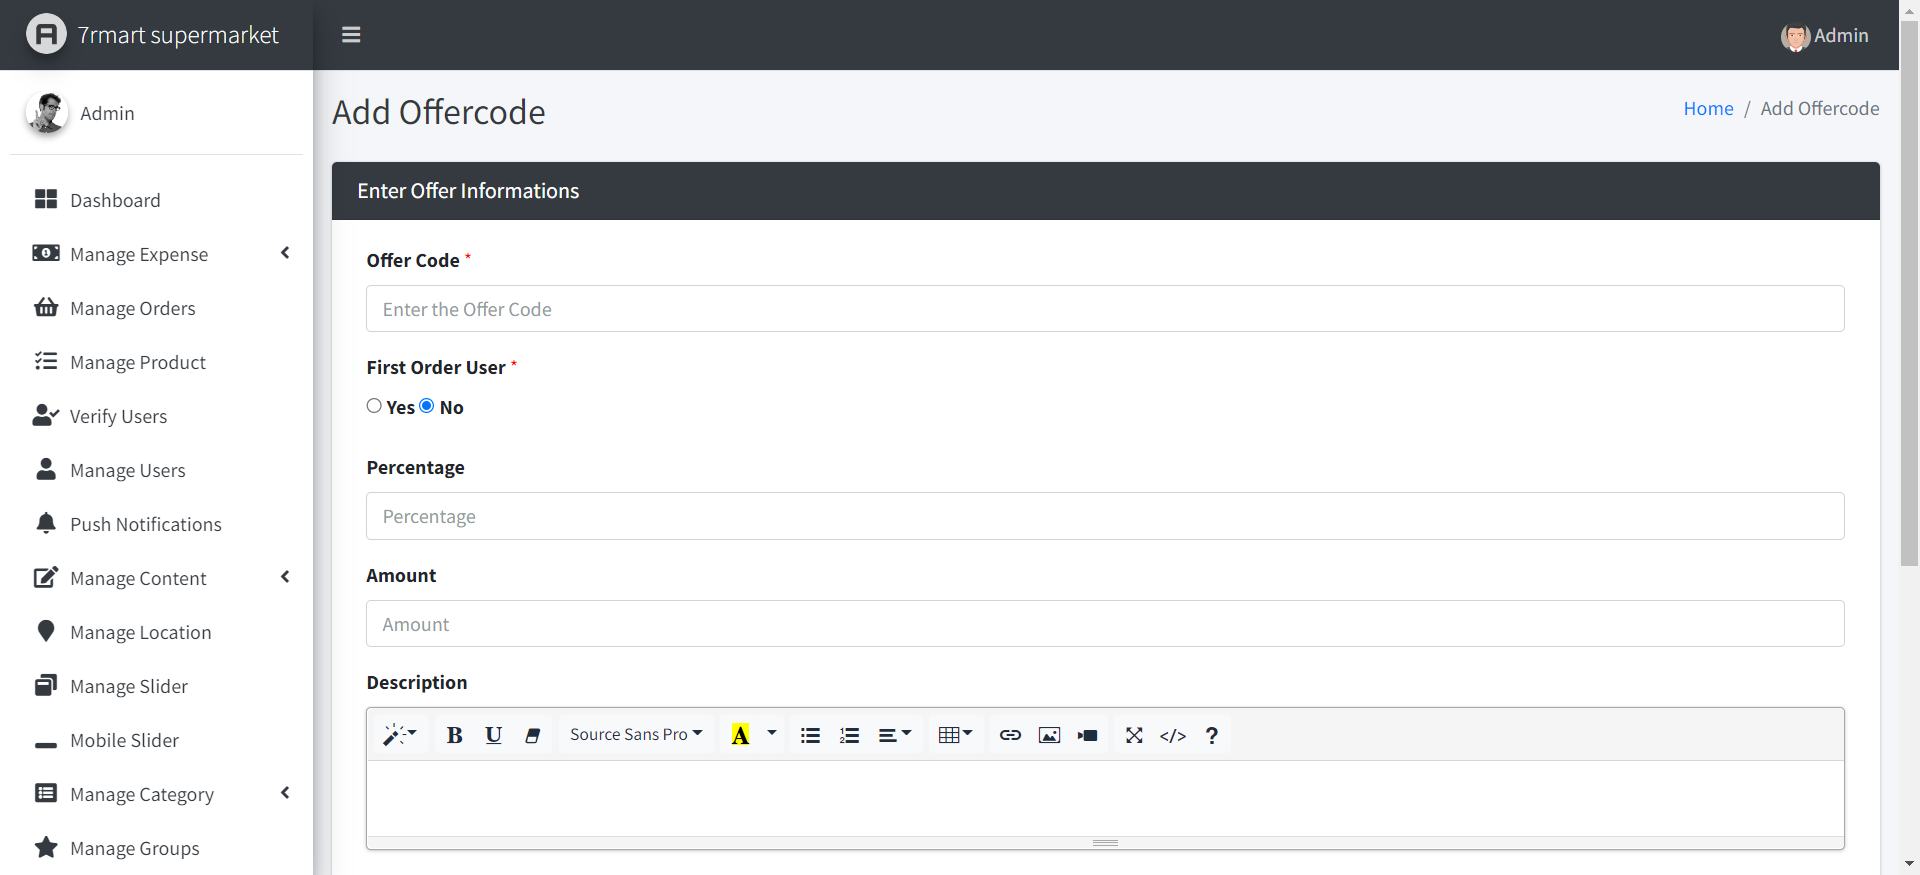 7rmart supermarket
Admin
Admin
Dashboard
Manage Expense
Manage Orders
Manage Product
Verify Users
Manage Users
Push Notifications
Manage Content
Manage Location
Manage Slider
Mobile Slider
Manage Category
Manage Groups
Add Offercode
Home / Add Offercode
Enter Offer Informations
Offer Code *
Enter the Offer Code
First Order User *
Yes No
Percentage
Percentage
Amount
Amount
Description
B U Source Sans Pro A </> ?